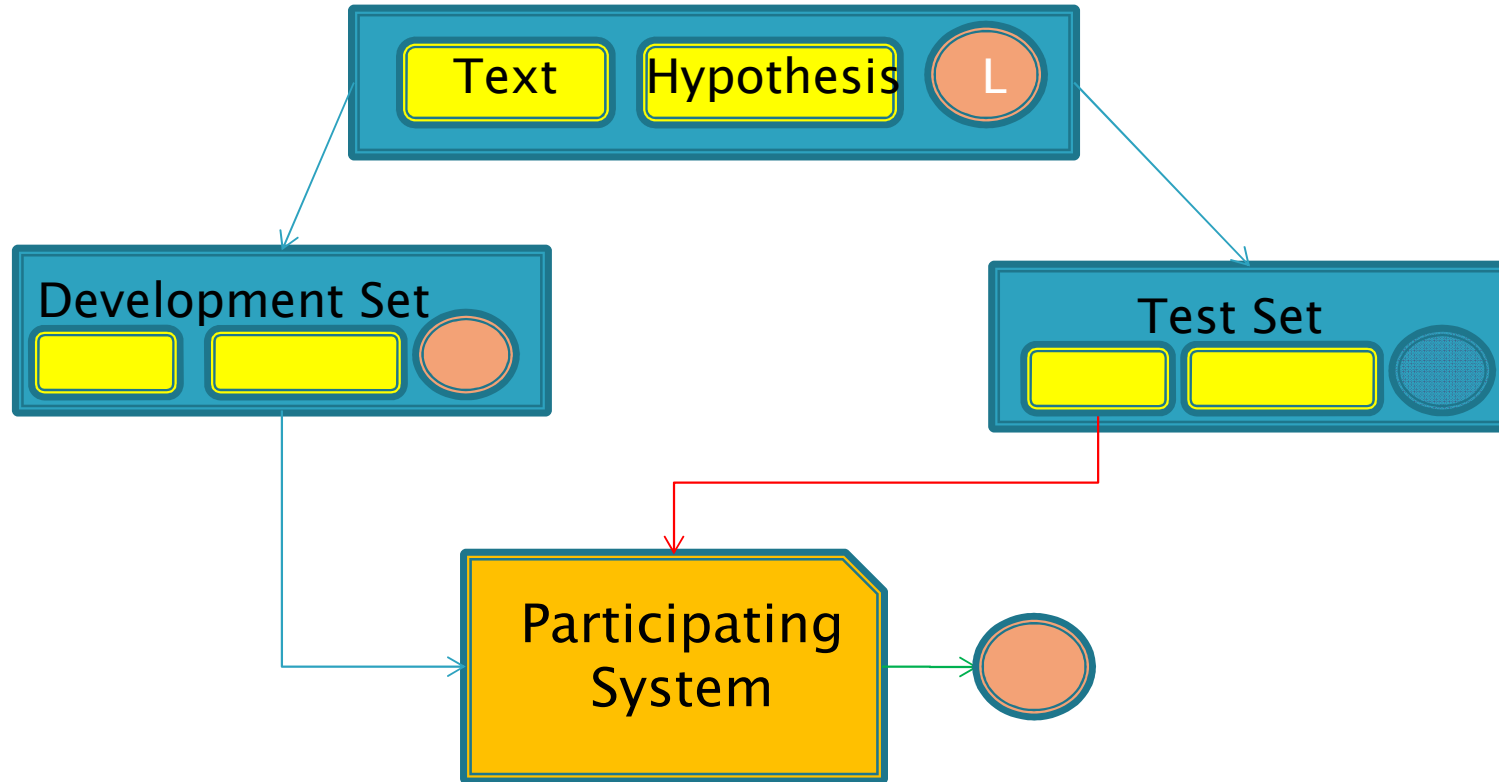 Text
Hypothesis
L
Development Set
Test Set
Participating
System